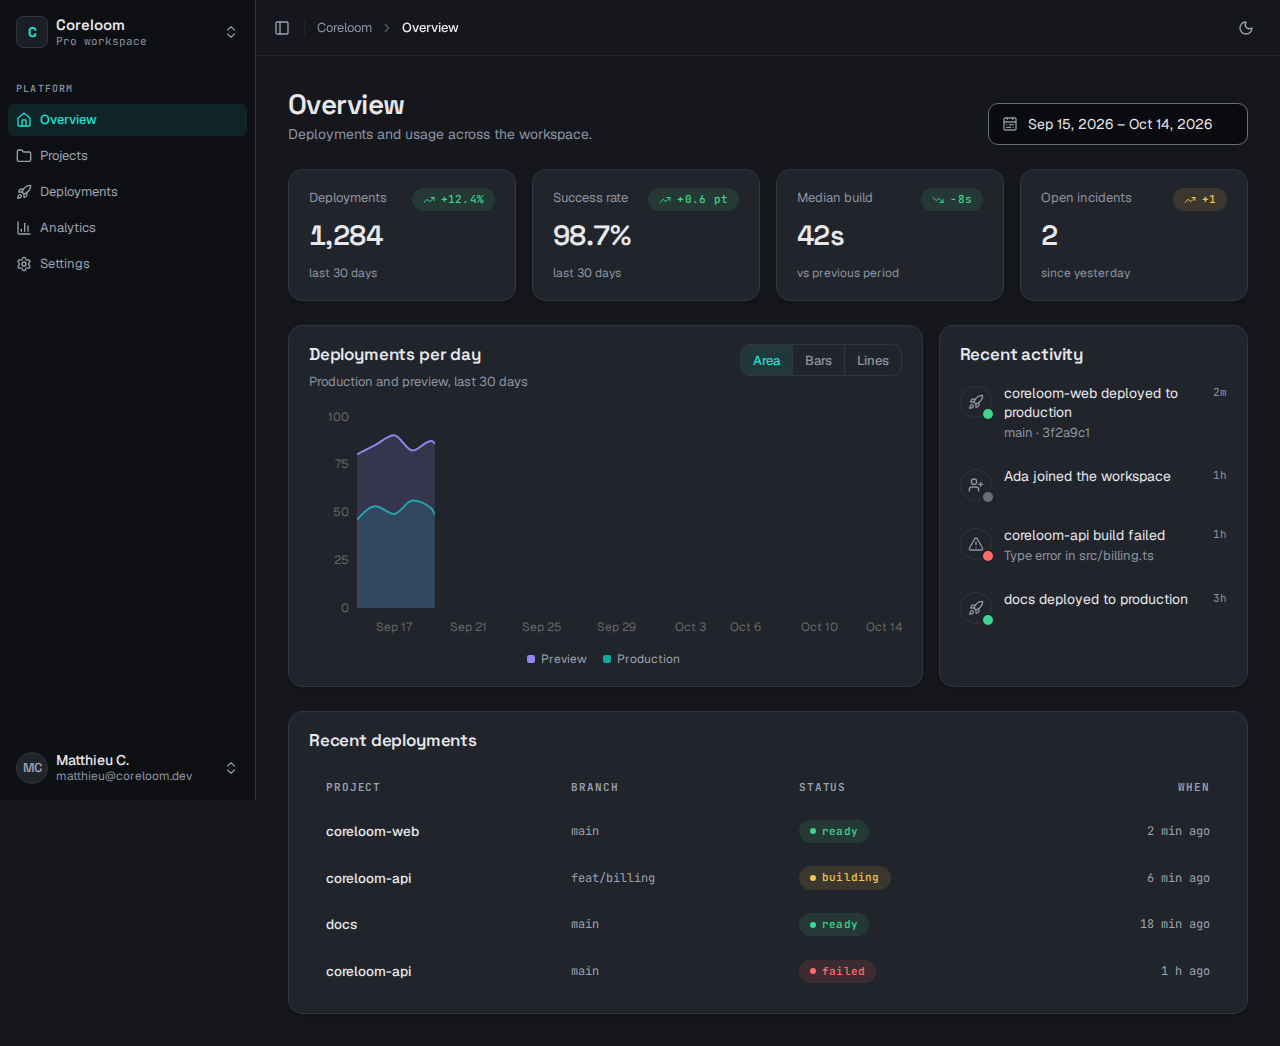 C
Coreloom
Pro workspace
PLATFORM
Overview
Projects
Deployments
Analytics
Settings
Matthieu C.
MC
matthieu@coreloom.dev
Coreloom
Overview
Overview
Deployments and usage across the workspace.
Sep 15, 2026 – Oct 14, 2026
Deployments
+12.4%
1,284
last 30 days
Success rate
+0.6 pt
98.7%
last 30 days
Median build
-8s
42s
vs previous period
Open incidents
+1
2
since yesterday
Deployments per day
Production and preview, last 30 days
Area
Bars
Lines
100
75
50
25
0
Sep 17
Sep 21
Sep 25
Sep 29
Oct 3
Oct 6
Oct 10
Oct 14
Preview
Production
Recent activity
coreloom-web deployed to
production
2m
main · 3f2a9c1
Ada joined the workspace
1h
coreloom-api build failed
1h
Type error in src/billing.ts
docs deployed to production
3h
Recent deployments
PROJECT BRANCH STATUS WHEN
coreloom-web main ready 2 min ago
coreloom-api feat/billing building 6 min ago
docs main ready 18 min ago
coreloom-api main failed 1 h ago